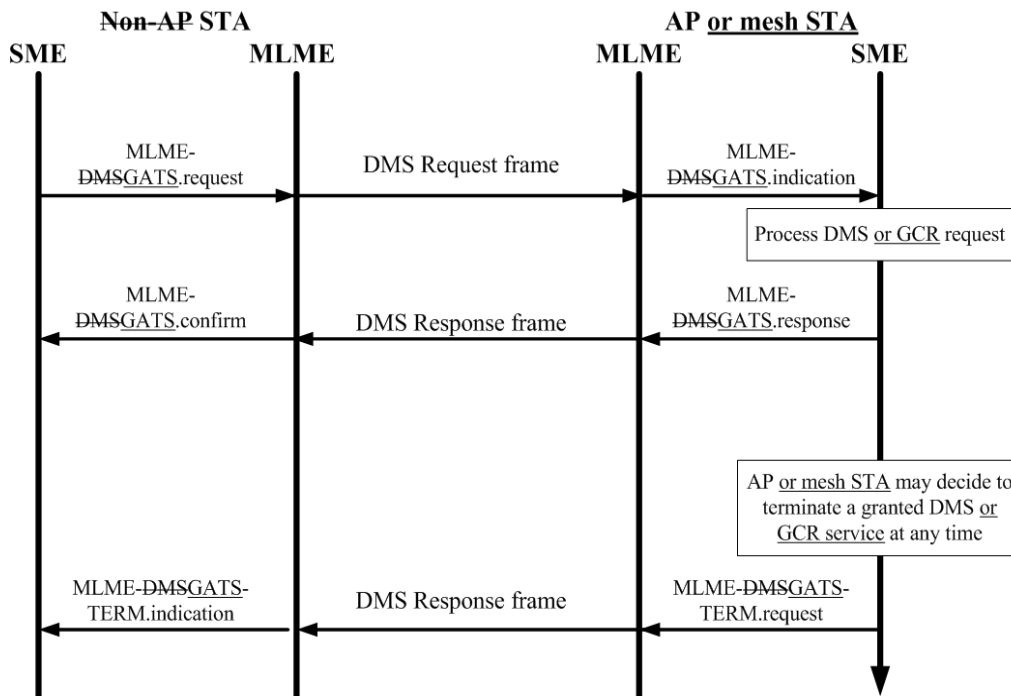 Non-AP STA
AP or mesh STA
SME
MLME
MLME
SME
MLME-
DMSGATS.request
DMS Request frame
MLME-
DMSGATS.indication
Process DMS or GCR request
MLME-
DMSGATS.confirm
DMS Response frame
MLME-
DMSGATS.response
AP or mesh STA may decide to
terminate a granted DMS or
GCR service at any time
MLME-DMSGATS-
TERM.indication
DMS Response frame
MLME-DMSGATS-
TERM.request